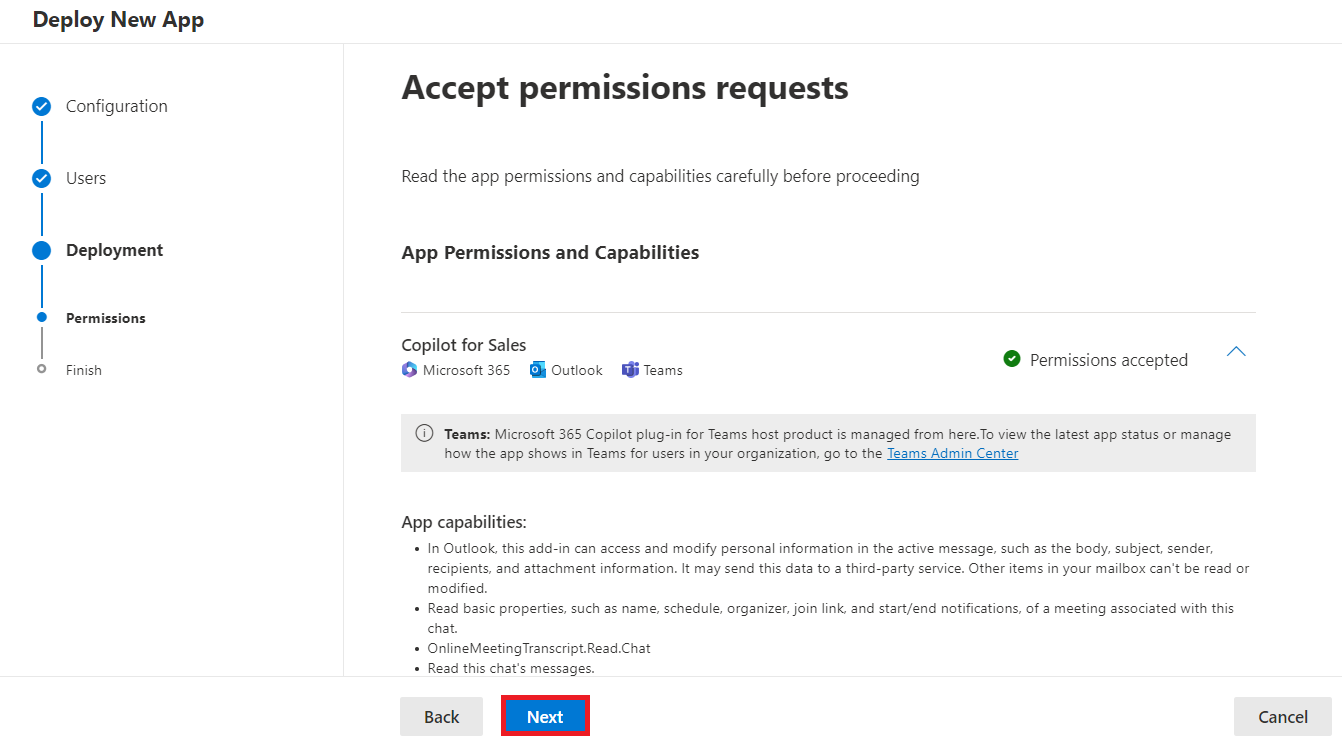 Deploy New App
Configuration
Users
Deployment
Permissions
Finish
Accept permissions requests
Read the app permissions and capabilities carefully before proceeding
App Permissions and Capabilities
Copilot for Sales
Microsoft 365 Outlook Teams
Permissions accepted
Teams: Microsoft 365 Copilot plug-in for Teams host product is managed from here.To view the latest app status or manage
how the app shows in Teams for users in your organization, go to the Teams Admin Center
App capabilities:
• In Outlook, this add-in can access and modify personal information in the active message, such as the body, subject, sender,
recipients, and attachment information. It may send this data to a third-party service. Other items in your mailbox can't be read or
modified.
• Read basic properties, such as name, schedule, organizer, join link, and start/end notifications, of a meeting associated with this
chat.
• OnlineMeetingTranscript.Read.Chat
• Read this chat's messages.
Back
Next
Cancel